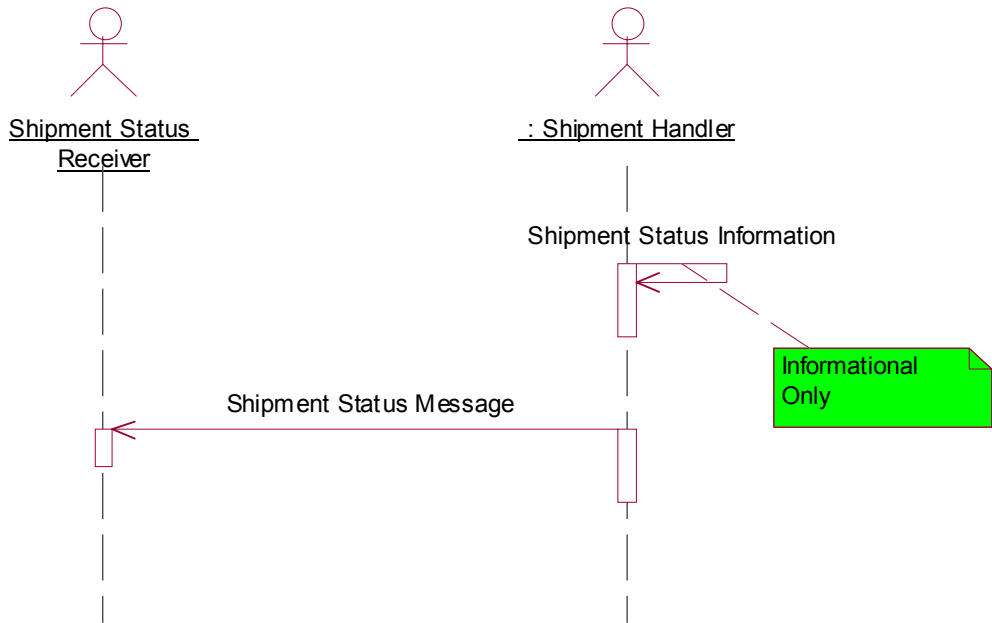 Shipment Status
Receiver
: Shipment Handler
Shipment Status Information
Informational
Only
Shipment Status Message